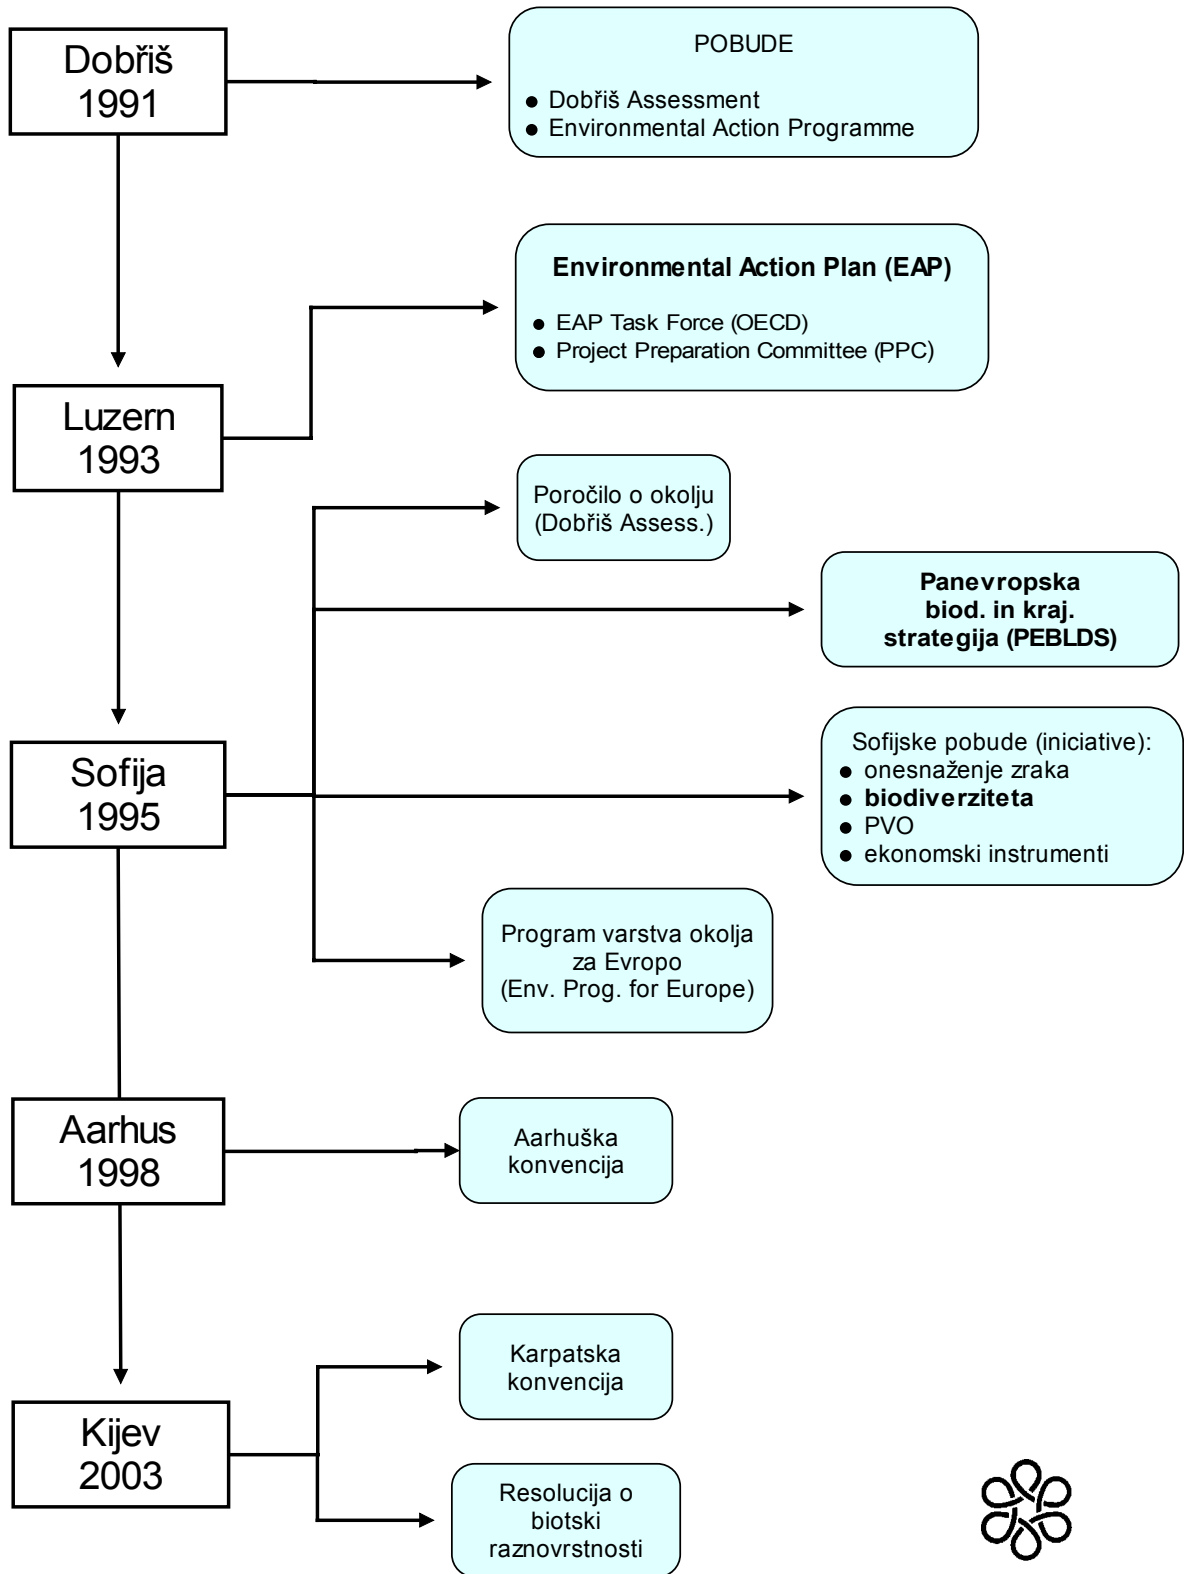 Dobřiš
1991
POBUDE
● Dobřiš Assessment
● Environmental Action Programme
Environmental Action Plan (EAP)
● EAP Task Force (OECD)
● Project Preparation Committee (PPC)
Luzern
1993
Poročilo o okolju
(Dobřiš Assess.)
Panevropska
biod. in kraj.
strategija (PEBLDS)
Sofija
1995
Sofijske pobude (iniciative):
● onesnaženje zraka
● biodiverziteta
● PVO
● ekonomski instrumenti
Program varstva okolja
za Evropo
(Env. Prog. for Europe)
Aarhus
1998
Aarhuška
konvencija
Karpatska
konvencija
Kijev
2003
Resolucija o
biotski
raznovrstnosti